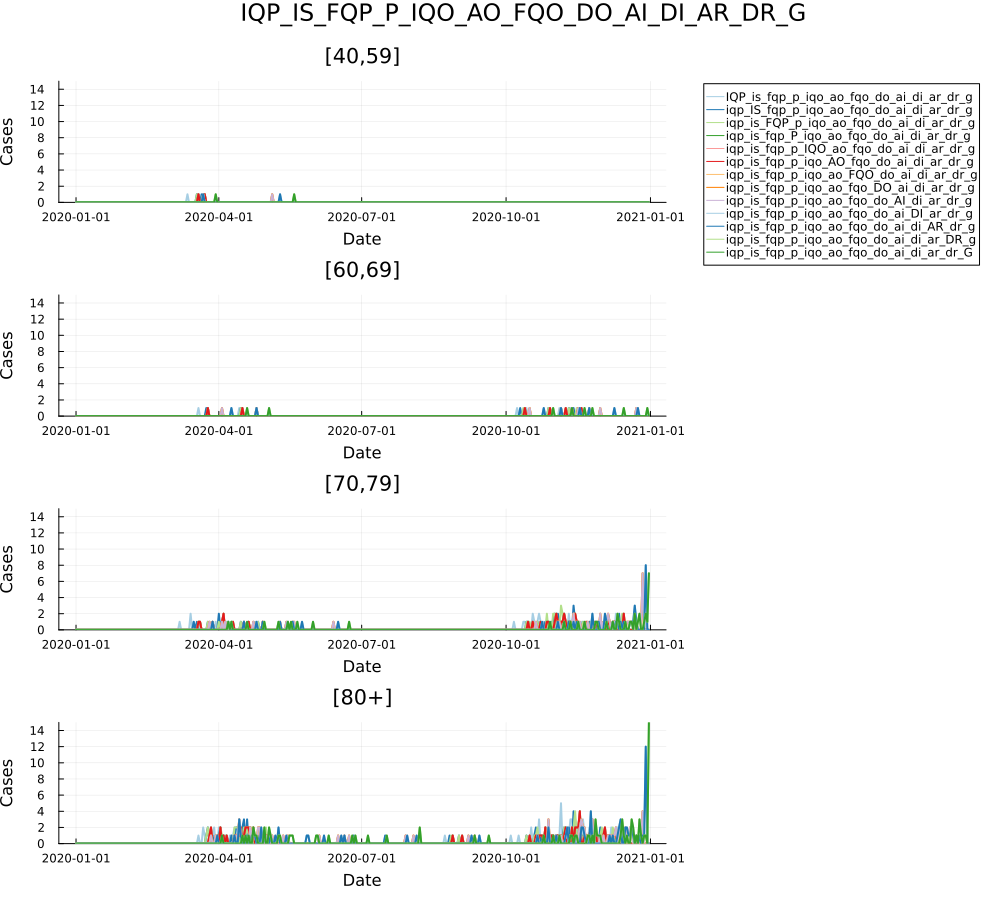 IQP_IS_FQP_P_IQO_AO_FQO_DO_AI_DI_AR_DR_G
[40,59]
14
12
10
8
6
4
2
0
Cases
2020-01-01 2020-04-01 2020-07-01 2020-10-01 2021-01-01
Date
IQP_is_fqp_p_iqo_ao_fqo_do_ai_di_ar_dr_g
iqp_IS_fqp_p_iqo_ao_fqo_do_ai_di_ar_dr_g
iqp_is_FQP_p_iqo_ao_fqo_do_ai_di_ar_dr_g
iqp_is_fqp_P_iqo_ao_fqo_do_ai_di_ar_dr_g
iqp_is_fqp_p_IQO_ao_fqo_do_ai_di_ar_dr_g
iqp_is_fqp_p_iqo_AO_fqo_do_ai_di_ar_dr_g
iqp_is_fqp_p_iqo_ao_FQO_do_ai_di_ar_dr_g
iqp_is_fqp_p_iqo_ao_fqo_DO_ai_di_ar_dr_g
iqp_is_fqp_p_iqo_ao_fqo_do_AI_di_ar_dr_g
iqp_is_fqp_p_iqo_ao_fqo_do_ai_DI_ar_dr_g
iqp_is_fqp_p_iqo_ao_fqo_do_ai_di_AR_dr_g
iqp_is_fqp_p_iqo_ao_fqo_do_ai_di_ar_DR_g
iqp_is_fqp_p_iqo_ao_fqo_do_ai_di_ar_dr_G
[60,69]
14
12
10
8
6
4
2
0
Cases
2020-01-01 2020-04-01 2020-07-01 2020-10-01 2021-01-01
Date
[70,79]
14
12
10
8
6
4
2
0
Cases
2020-01-01 2020-04-01 2020-07-01 2020-10-01 2021-01-01
Date
[80+]
14
12
10
8
6
4
2
0
Cases
2020-01-01 2020-04-01 2020-07-01 2020-10-01 2021-01-01
Date